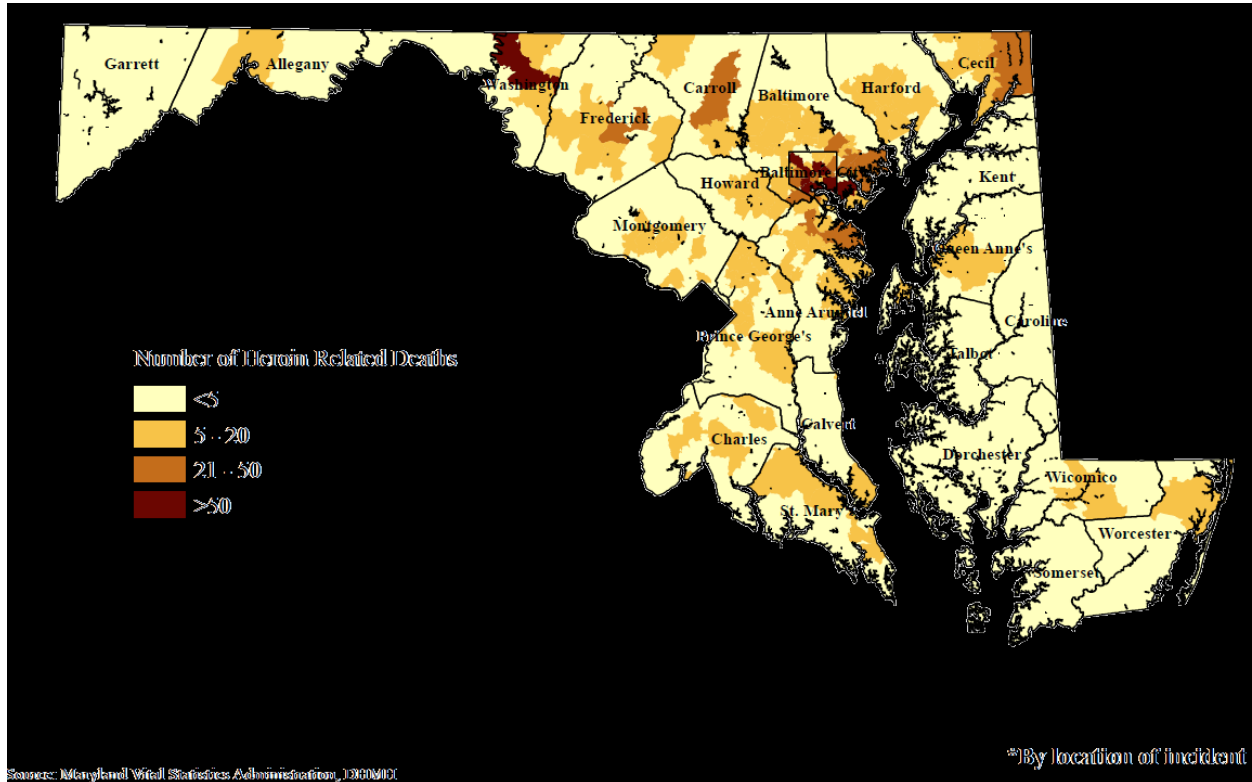 Garrett
Allegany
Washington
Frederick
Carroll
Baltimore
Harford
Cecil
Baltimore City
Howard
Kent
Montgomery
Queen Anne's
Anne Arundel
Caroline
Prince George's
Talbot
Number of Heroin Related Deaths
<5
5 - 20
21 - 50
>50
Calvert
Charles
Dorchester
Wicomico
St. Mary
Worcester
Somerset
*By location of incident
Source: Maryland Vital Statistics Administration, DHMH